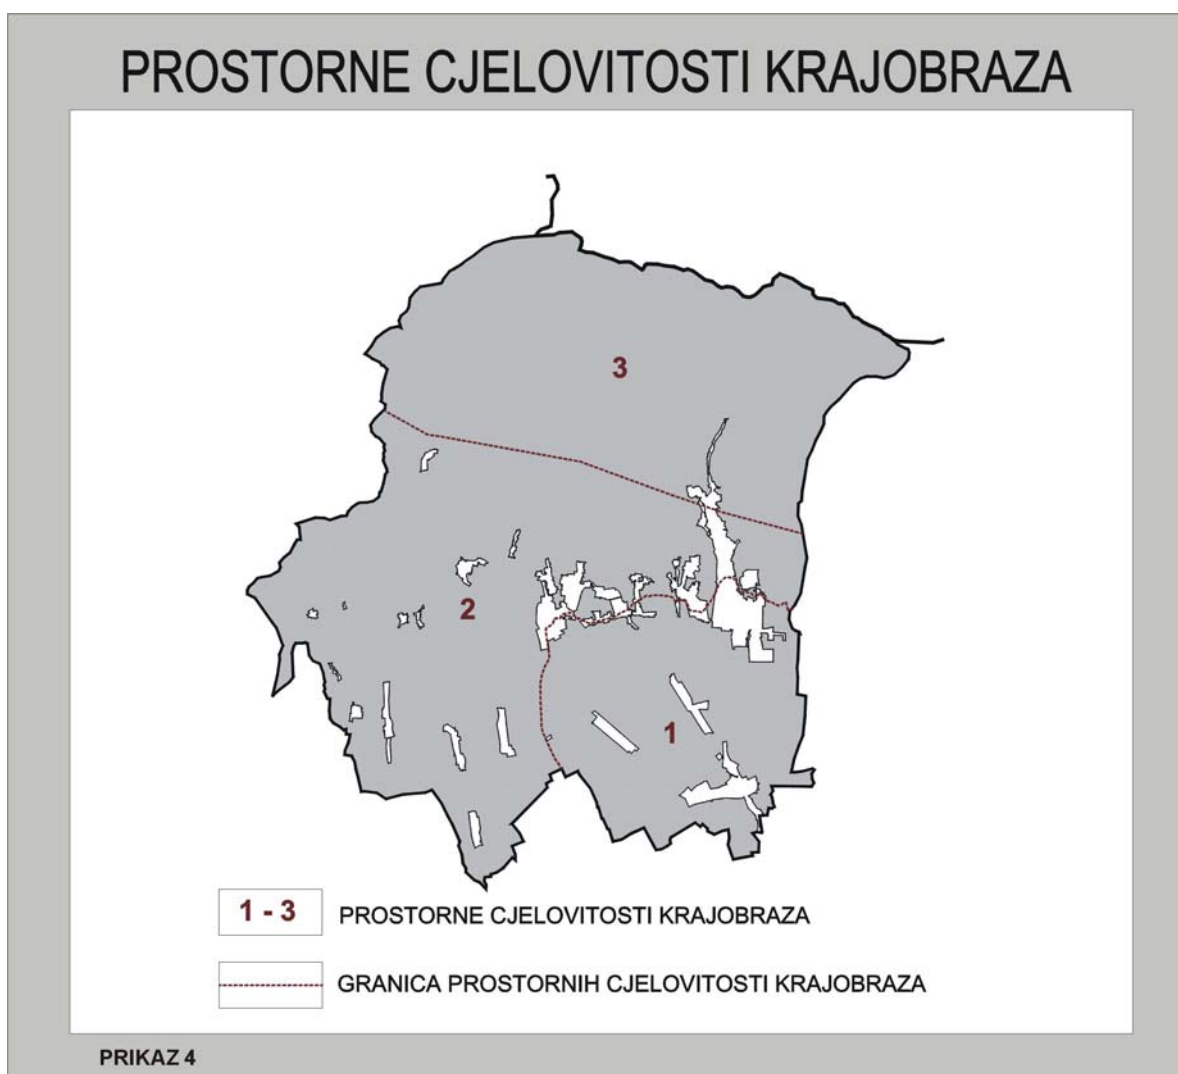 PROSTORNE CJELOVITOSTI KRAJOBRAZA
3
2
1
1 - 3 PROSTORNE CJELOVITOSTI KRAJOBRAZA
GRANICA PROSTORNIH CJELOVITOSTI KRAJOBRAZA
PRIKAZ 4